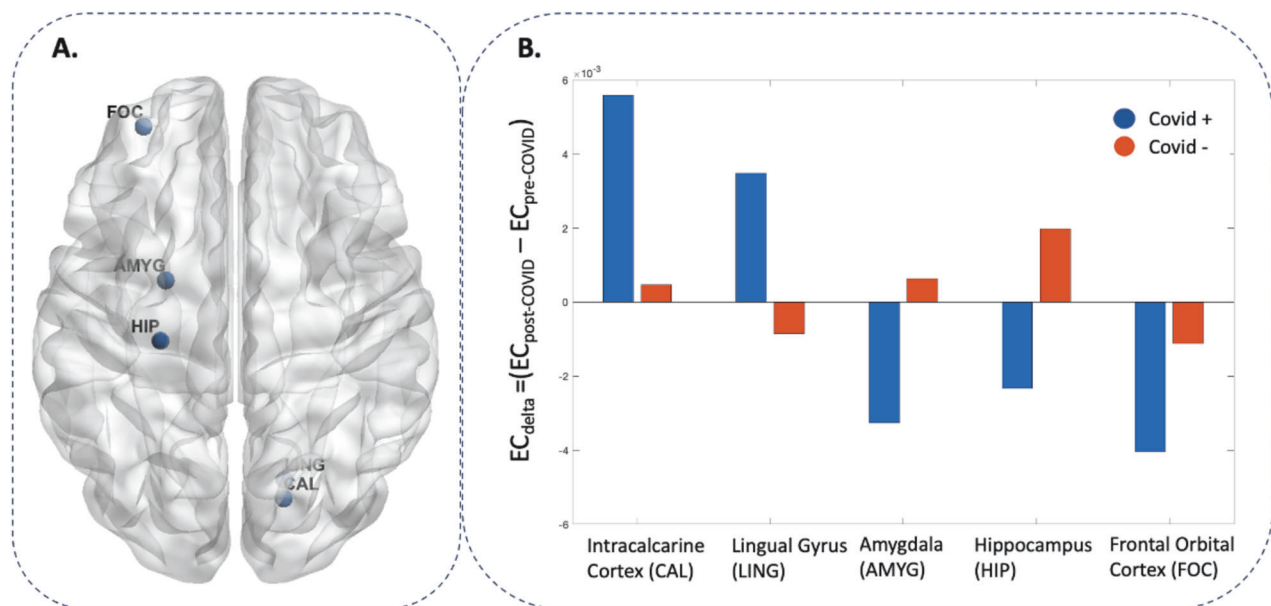 A.
FOC
AMYG
HIP
LING
CAL
B.
×10⁻³
6
4
2
0
-2
-4
-6
EC_delta =(EC_post-COVID – EC_pre-COVID)
Covid +
Covid -
Intracalcarine
Cortex (CAL)
Lingual Gyrus
(LING)
Amygdala
(AMYG)
Hippocampus
(HIP)
Frontal Orbital
Cortex (FOC)